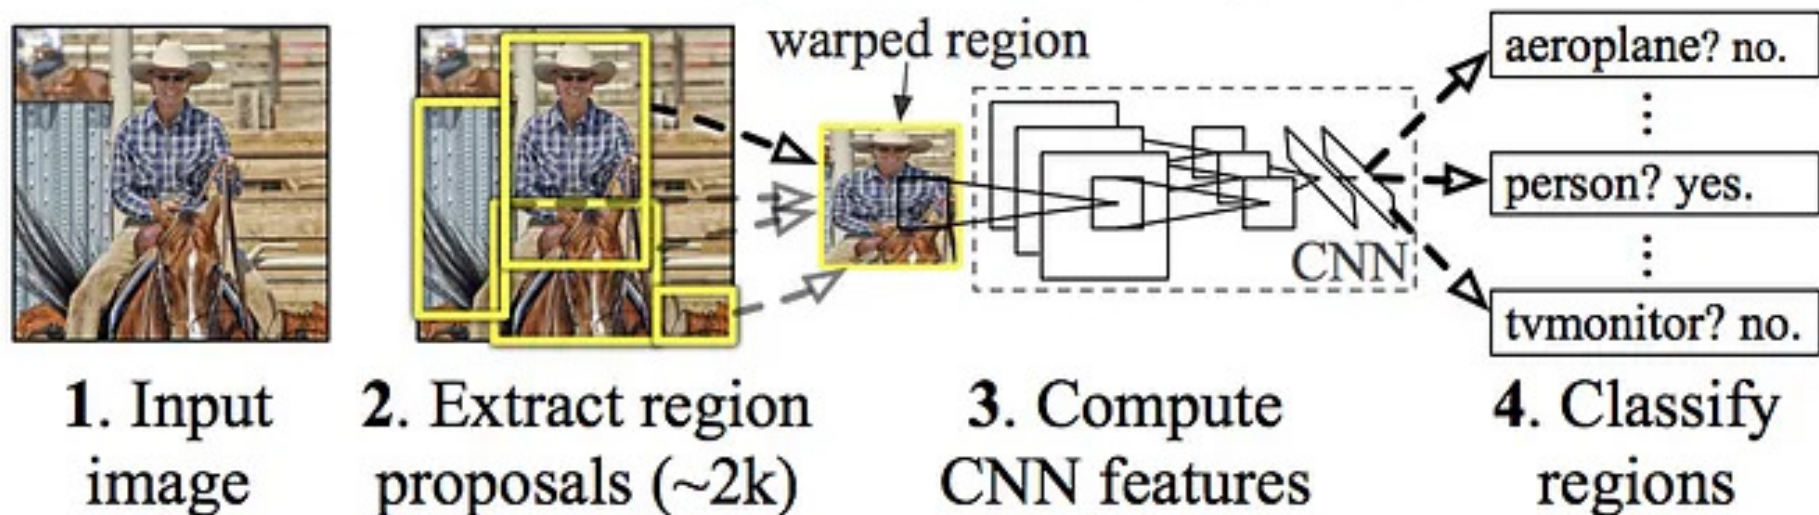 warped region
aeroplane? no.
person? yes.
CNN
tvmonitor? no.
1. Input
image
2. Extract region
proposals (~2k)
3. Compute
CNN features
4. Classify
regions